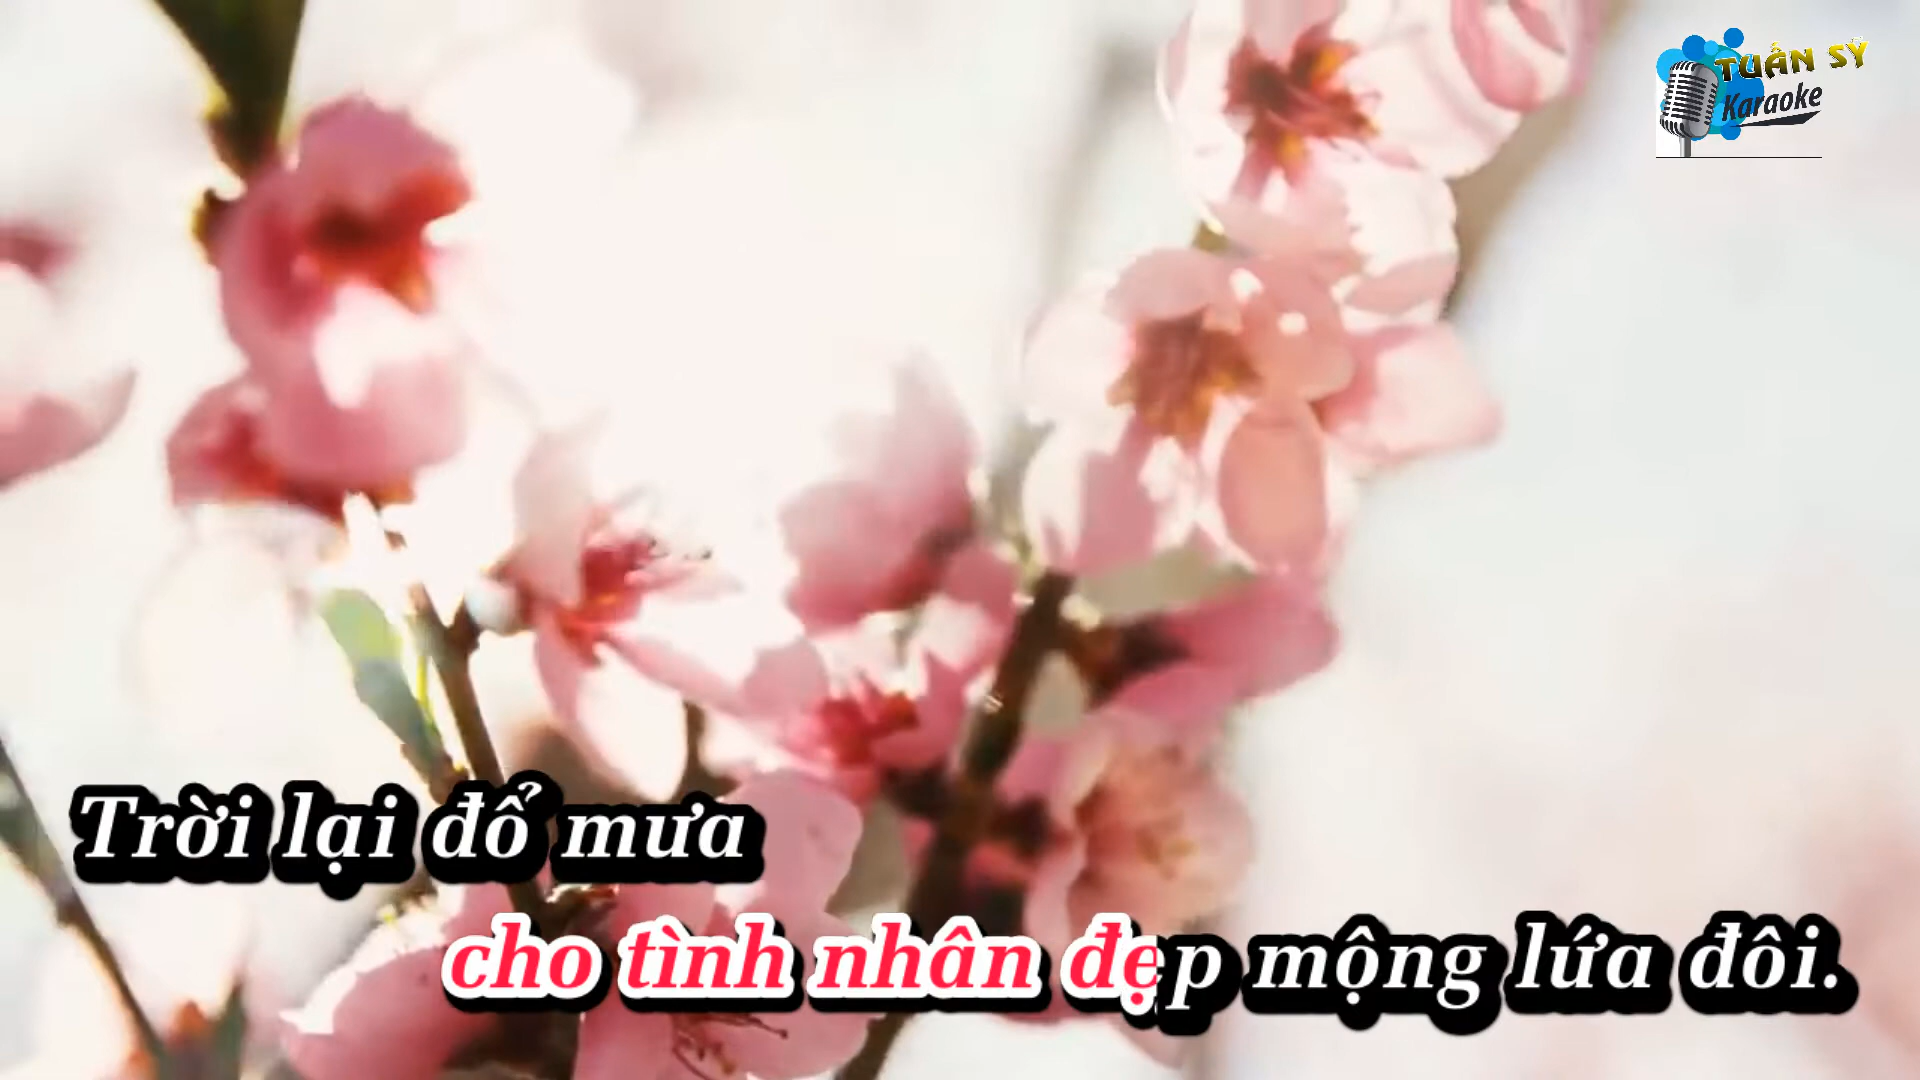 TUẤN SỸ
Karaoke
Trời lại đổ mưa
cho tình nhân đẹp mộng lứa đôi.